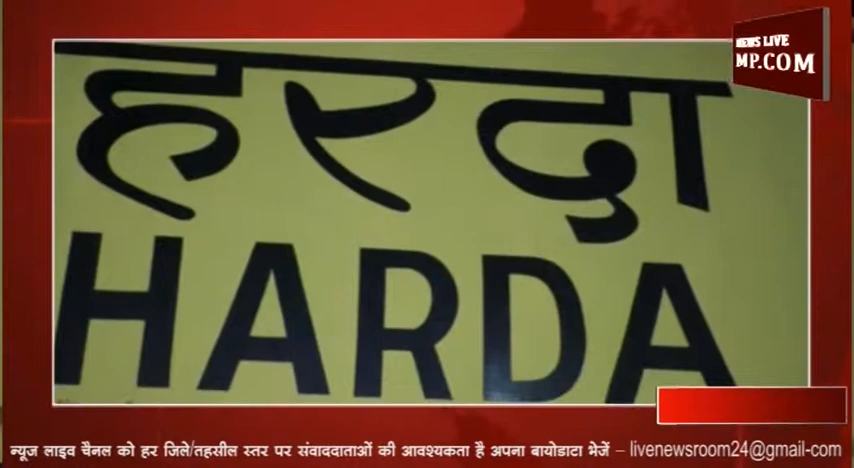 NEWS LIVE
MP.COM
हरदा
HARDA
न्यूज लाइव चैनल को हर जिले/तहसील स्तर पर संवाददाताओं की आवश्यकता है अपना बायोडाटा भेजें – livenewsroom24@gmail-com